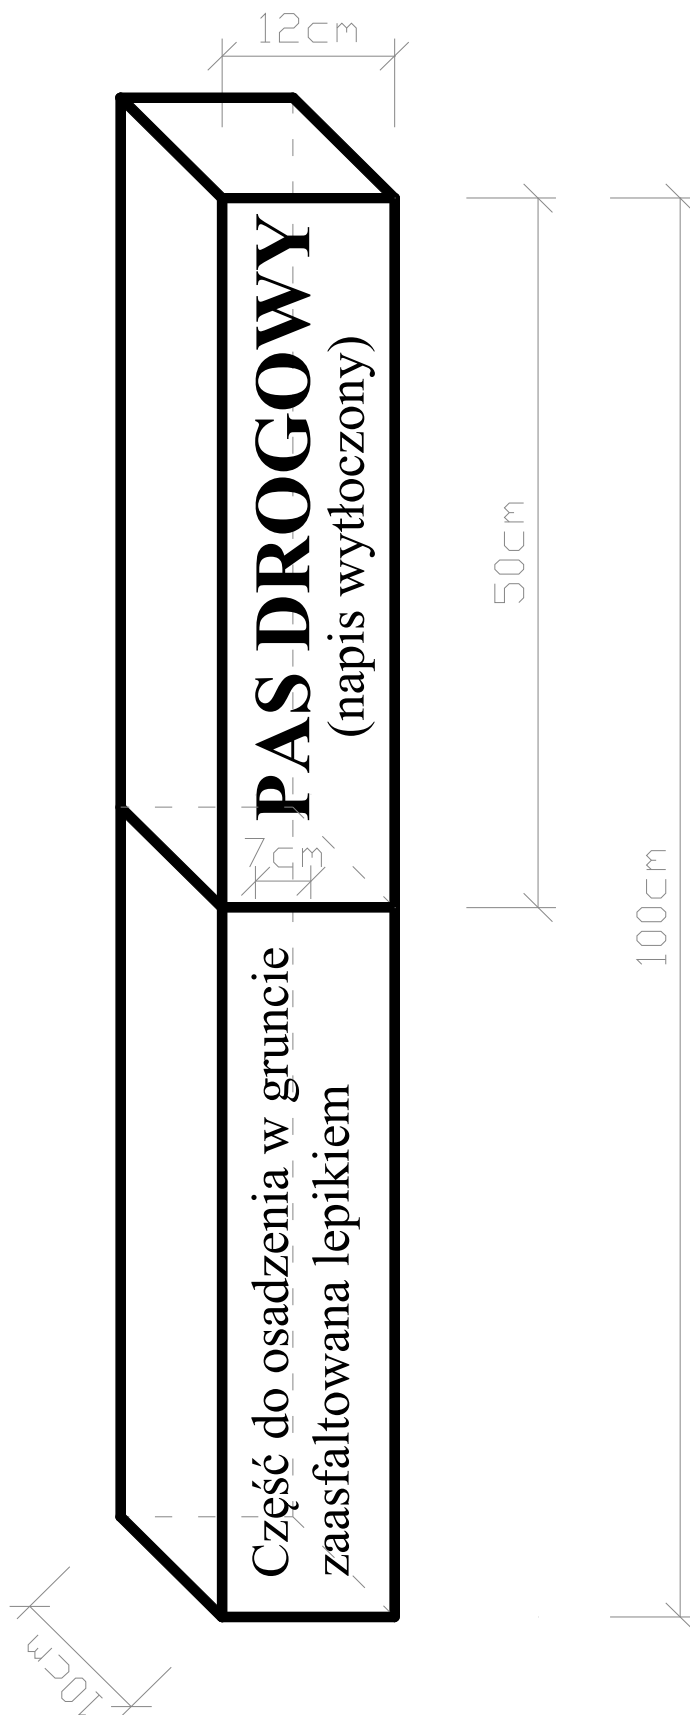 12cm
PAS DROGOWY
(napis wytłoczony)
50cm
7cm
100cm
Część do osadzenia w gruncie
zaasfaltowana lepikiem
10cm